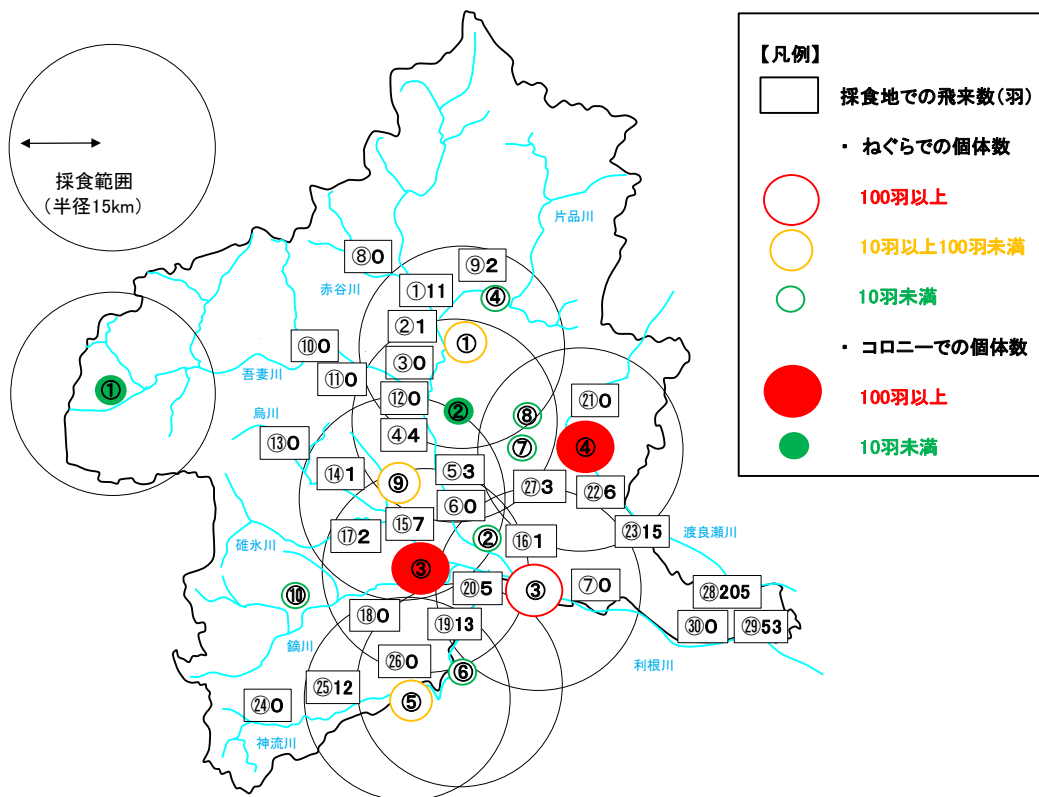 【凡例】
採食地での飛来数(羽)
・ ねぐらでの個体数
100羽以上
10羽以上100羽未満
10羽未満
・ コロニーでの個体数
100羽以上
10羽未満
採食範囲
(半径15km)
片品川
⑧0
⑨2
赤谷川
①11
④
②1
①
⑩0
③0
吾妻川
⑪0
①
⑫0
㉑0
烏川
②
⑧
④4
⑬0
⑦
④
⑭1
⑤3
⑨
㉗3
㉒6
⑥0
⑮7
渡良瀬川
⑰2
②
⑯1
㉓15
碓氷川
③
⑳5
③
⑦0
㉘205
⑩
⑱0
⑲13
㉚0
㉙53
鏑川
㉖0
利根川
⑥
㉕12
⑤
㉔0
神流川